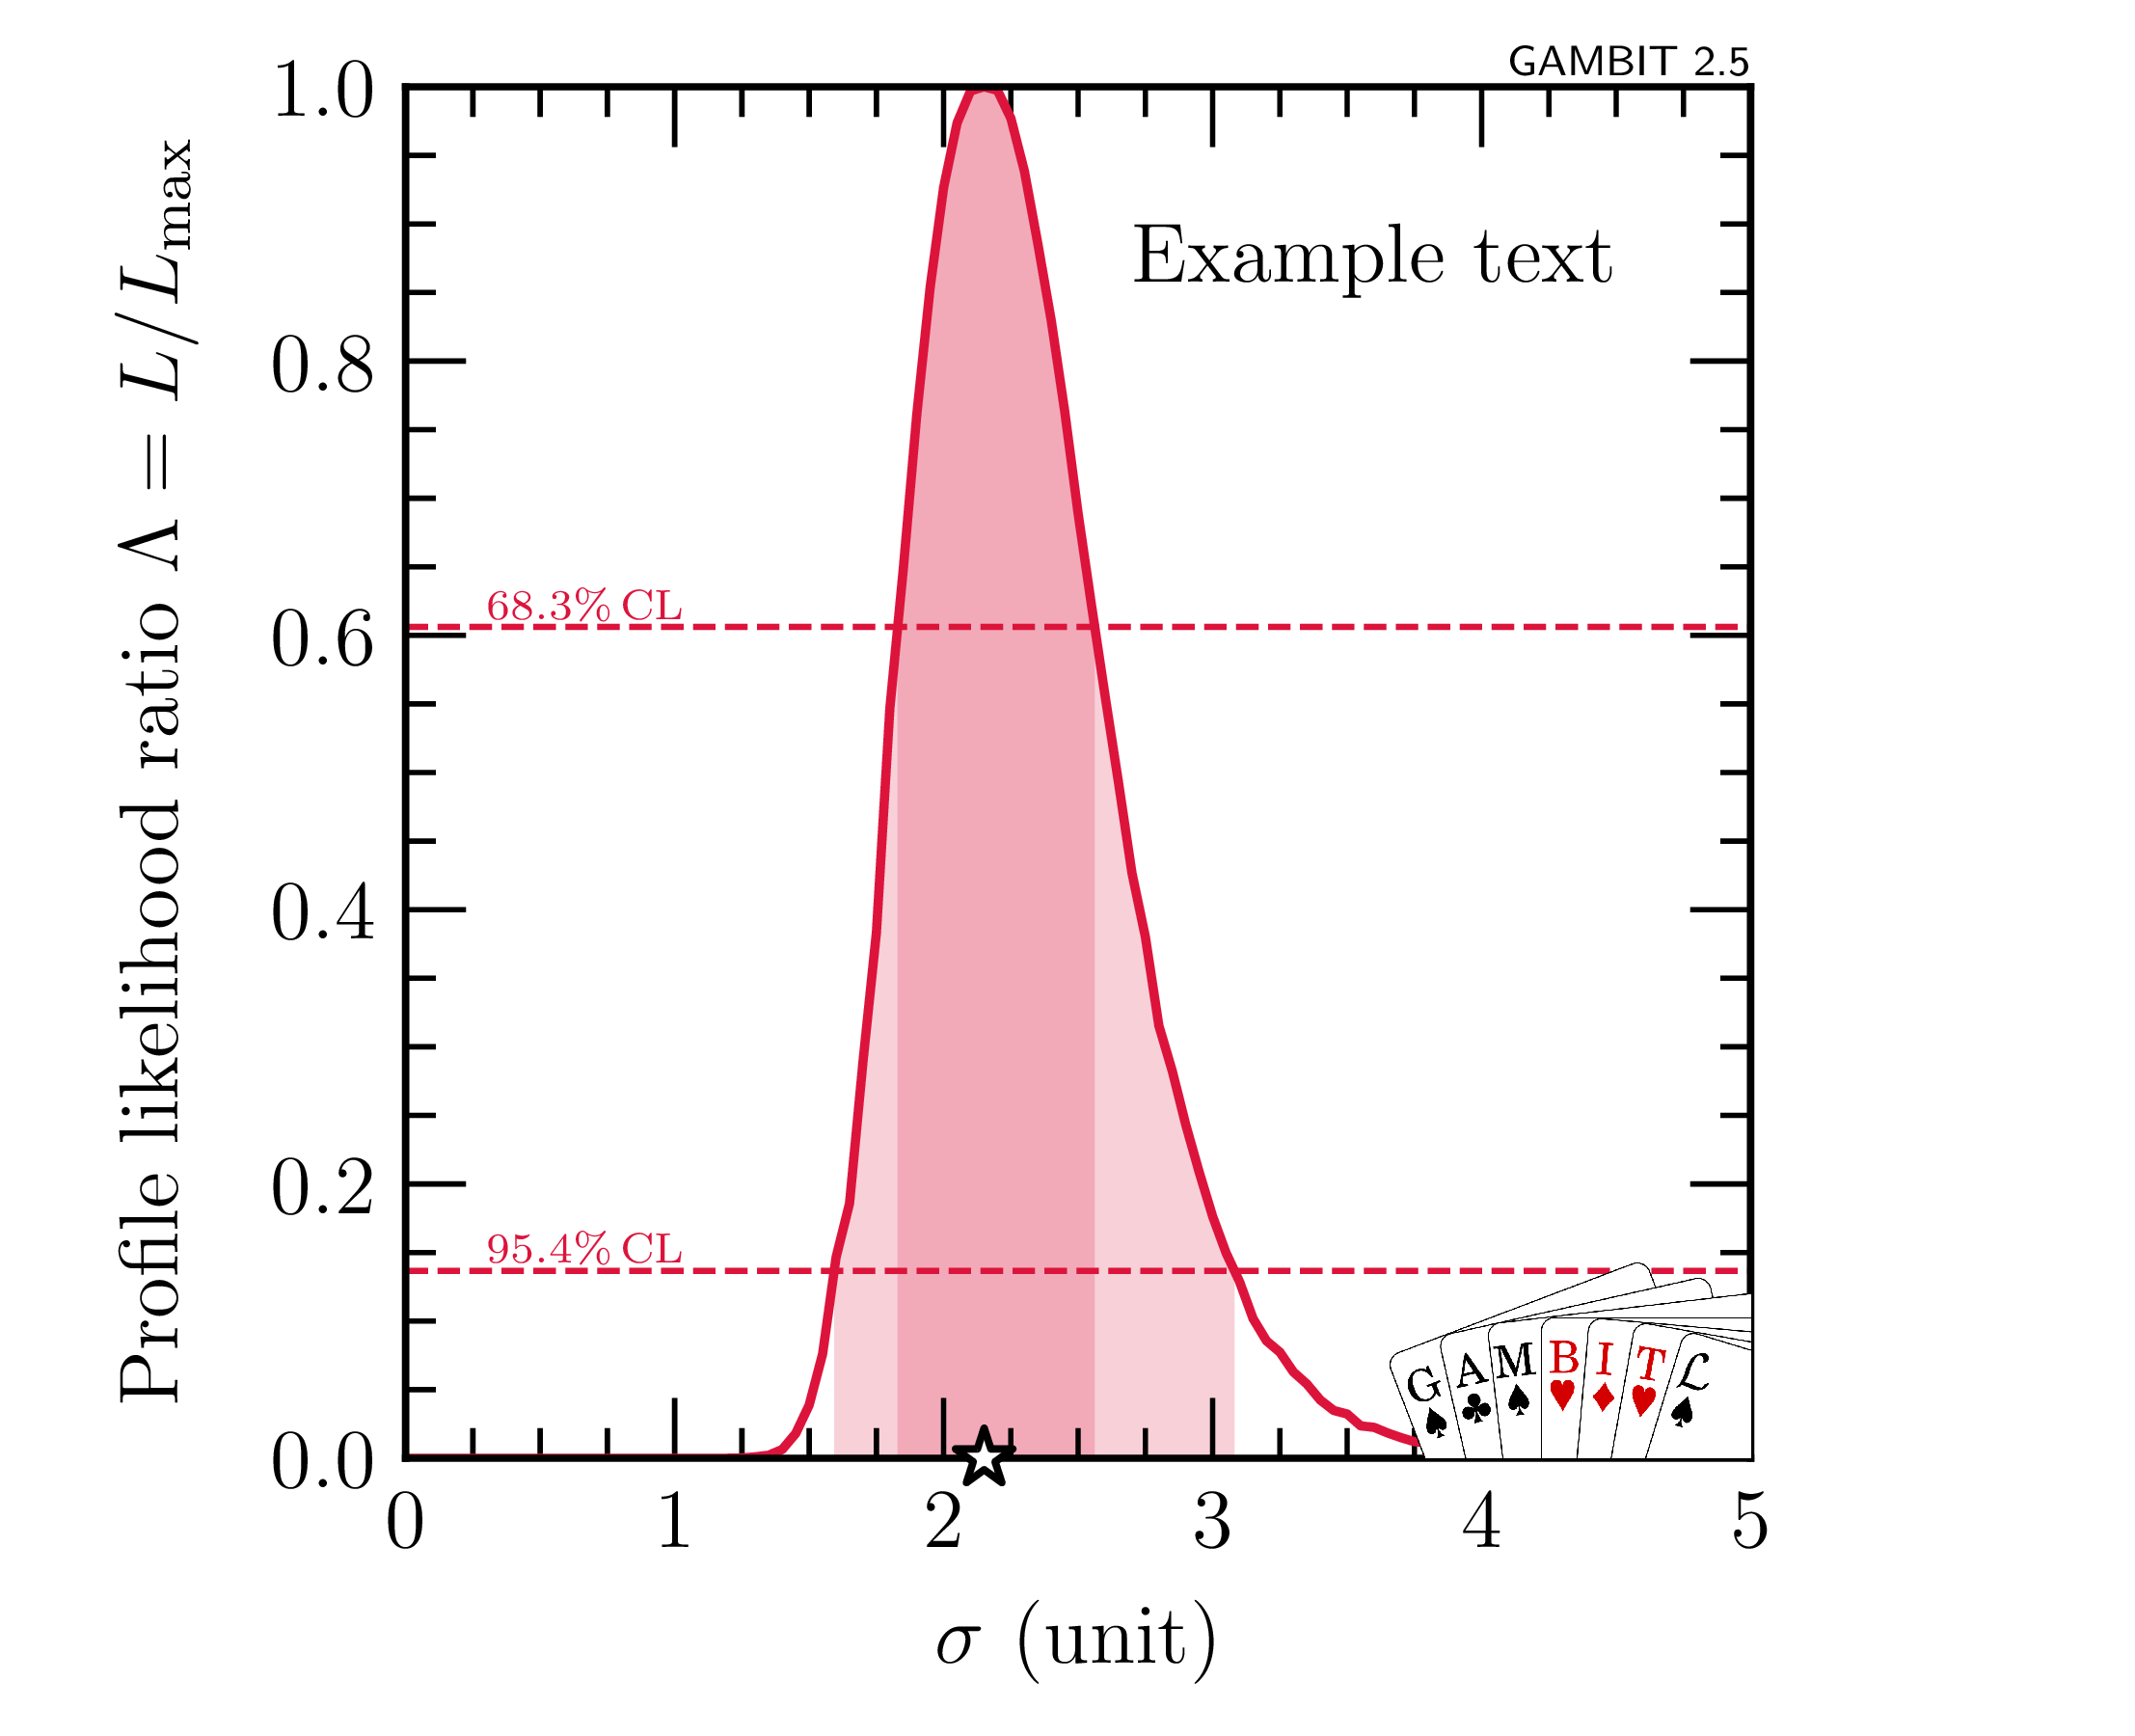 GAMBIT 2.5
Profile likelihood ratio Λ = L/Lmax
1.0
0.8
0.6
0.4
0.2
0.0
Example text
68.3% CL
95.4% CL
G A M B I T ℒ
0 1 2 3 4 5
σ (unit)